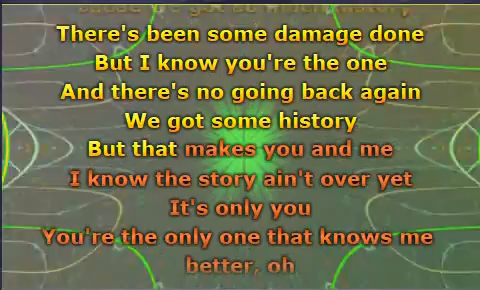 There's been some damage done
But I know you're the one
And there's no going back again
We got some history
But that makes you and me
I know the story ain't over yet
It's only you
You're the only one that knows me
better, oh